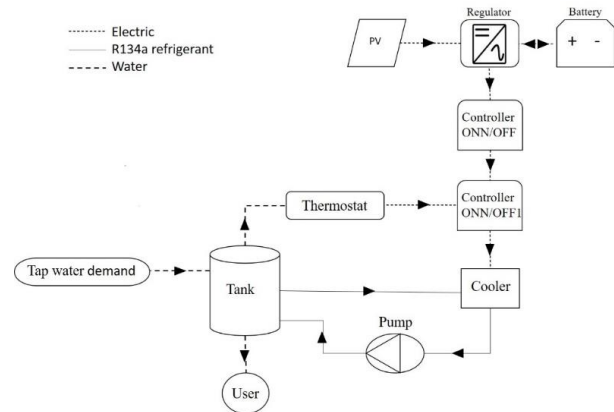 Electric
R134a refrigerant
Water
Regulator
PV
Battery
+ -
Controller
ONN/OFF
Thermostat
Controller
ONN/OFF1
Tap water demand
Tank
Cooler
Pump
User